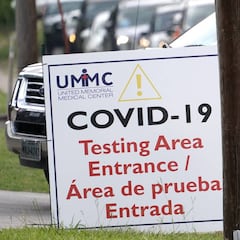 UMMC
UNITED MEMORIAL
MEDICAL CENTER
COVID-19
Testing Area
Entrance /
Área de prueba
Entrada